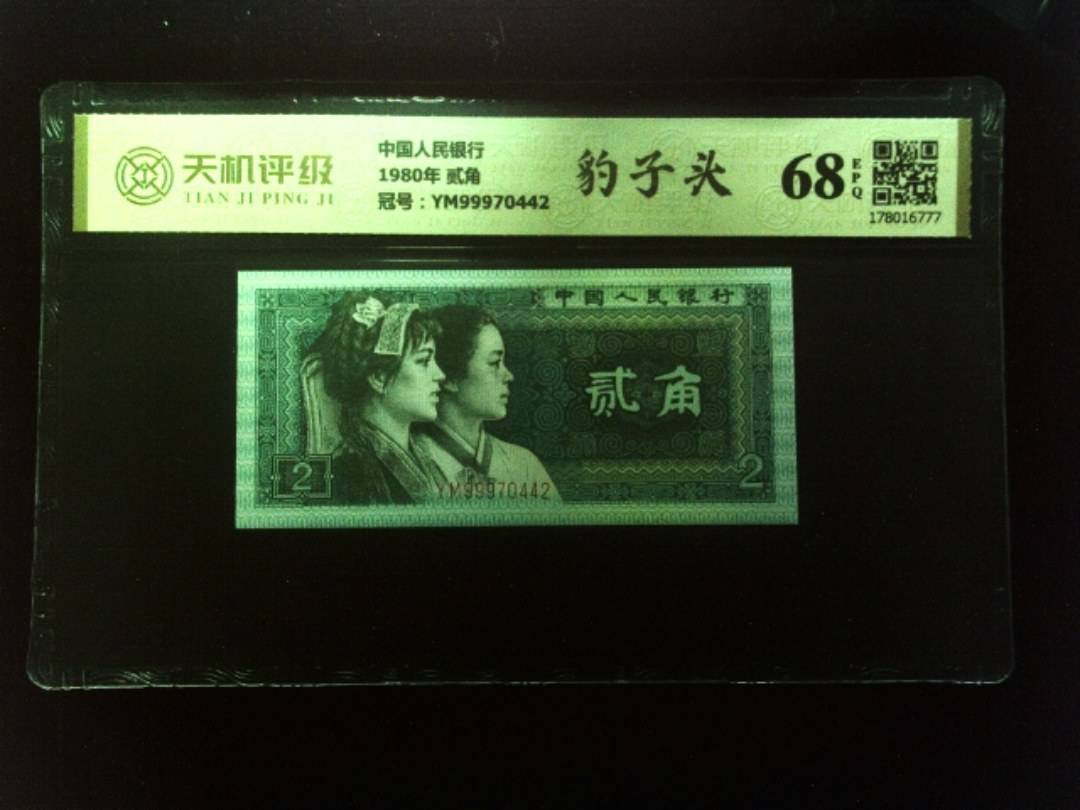 天机评级
TIAN JI PING JI
中国人民银行
1980年 贰角
冠号：YM99970442
豹子头
68
EPQ
178016777
中国人民银行
贰角
2
2
YM99970442